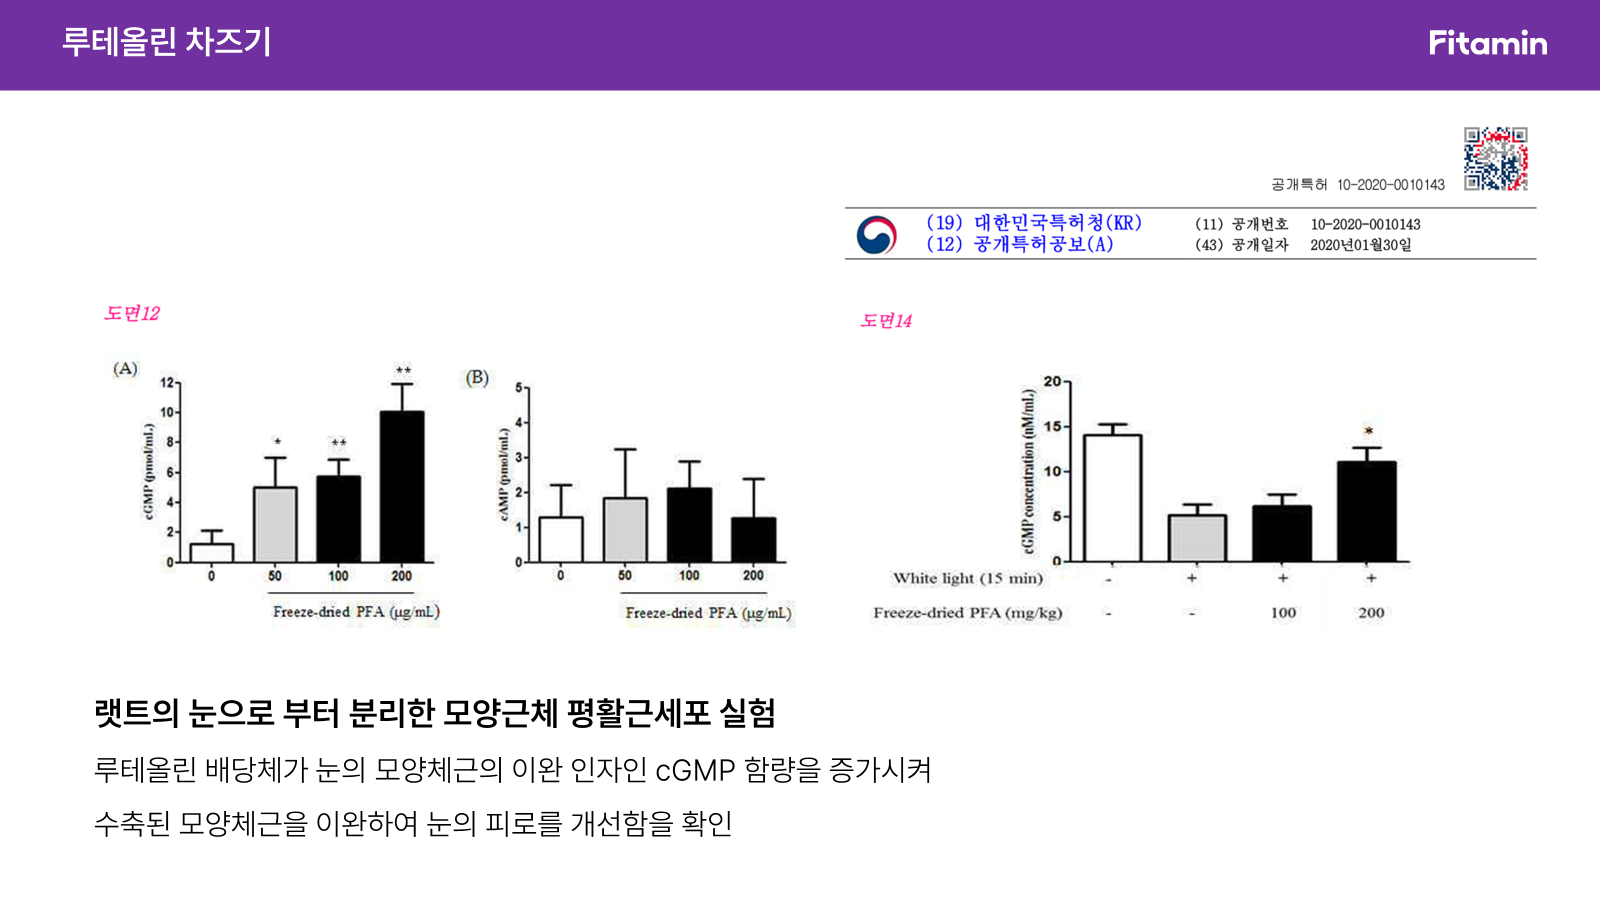 루테올린 차즈기
Fitamin
공개특허 10-2020-0010143
(19) 대한민국특허청(KR)
(12) 공개특허공보(A)
(11) 공개번호 10-2020-0010143
(43) 공개일자 2020년01월30일
도면12
(A)
cGMP (pmol/mL)
12
10
8
6
4
2
0
*
**
**
0 50 100 200
Freeze-dried PFA (μg/mL)
(B)
cAMP (pmol/mL)
5
4
3
2
1
0
0 50 100 200
Freeze-dried PFA (μg/mL)
도면14
cGMP concentration (nM/mL)
20
15
10
5
0
*
White light (15 min) - + + +
Freeze-dried PFA (mg/kg) - - 100 200
랫트의 눈으로 부터 분리한 모양근체 평활근세포 실험
루테올린 배당체가 눈의 모양체근의 이완 인자인 cGMP 함량을 증가시켜
수축된 모양체근을 이완하여 눈의 피로를 개선함을 확인